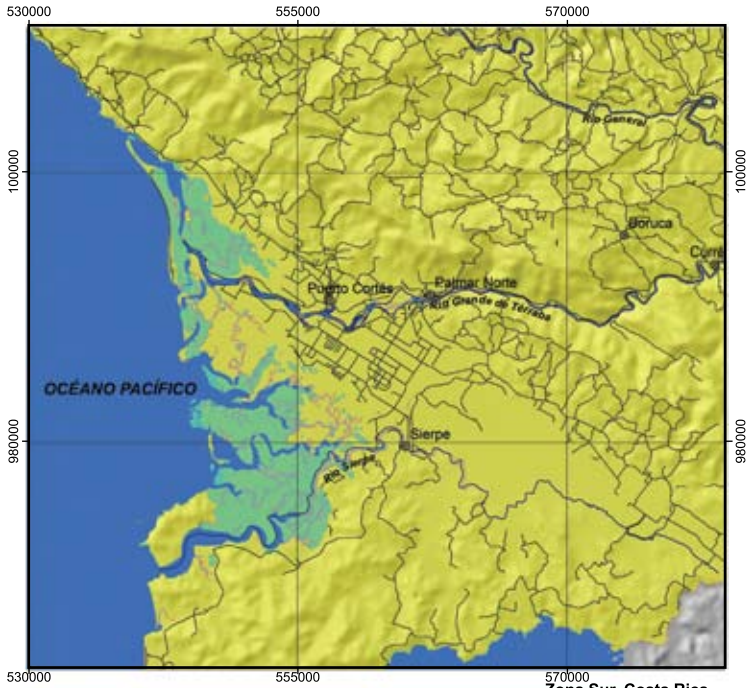 530000 555000 570000
100000 100000
Río General
Boruca
Curré
Puerto Cortés Palmar Norte
Río Grande de Térraba
OCÉANO PACÍFICO
980000 980000
Sierpe
Río Sierpe
530000 555000 570000
Zona Sur, Costa Rica